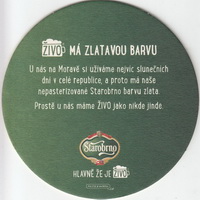 ŽIVO MÁ ZLATAVOU BARVU
U nás na Moravě si užíváme nejvíc slunečních
dní v celé republice, a proto má naše
nepasterizované Starobrno barvu zlata.
Prostě u nás máme ŽIVO jako nikde jinde.
Starobrno
HLAVNĚ ŽE JE ŽIVO